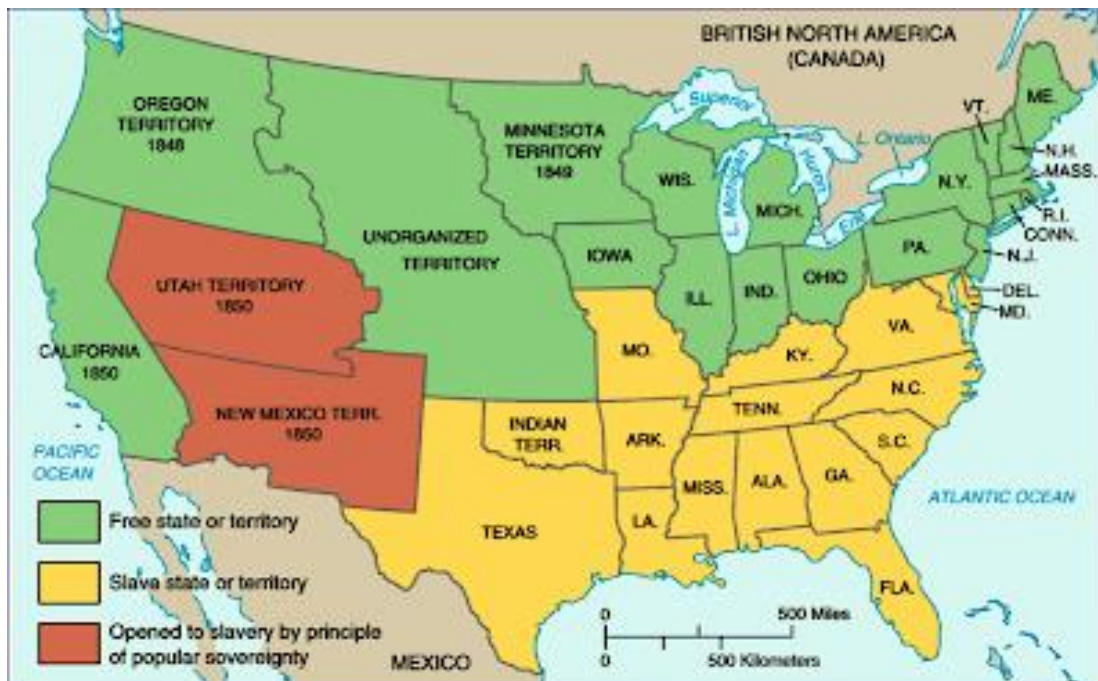 BRITISH NORTH AMERICA
(CANADA)
OREGON
TERRITORY
1848
MINNESOTA
TERRITORY
1849
L. Superior
L. Michigan
L. Huron
L. Ontario
L. Erie
VT.
ME.
N.H.
MASS.
R.I.
CONN.
N.Y.
WIS.
MICH.
UNORGANIZED
TERRITORY
IOWA
PA.
N.J.
UTAH TERRITORY
1850
ILL.
IND.
OHIO
DEL.
MD.
CALIFORNIA
1850
MO.
KY.
VA.
NEW MEXICO TERR.
1850
INDIAN
TERR.
ARK.
TENN.
N.C.
S.C.
PACIFIC
OCEAN
TEXAS
LA.
MISS.
ALA.
GA.
ATLANTIC OCEAN
FLA.
Free state or territory
Slave state or territory
Opened to slavery by principle
of popular sovereignty
MEXICO
0 500 Miles
0 500 Kilometers